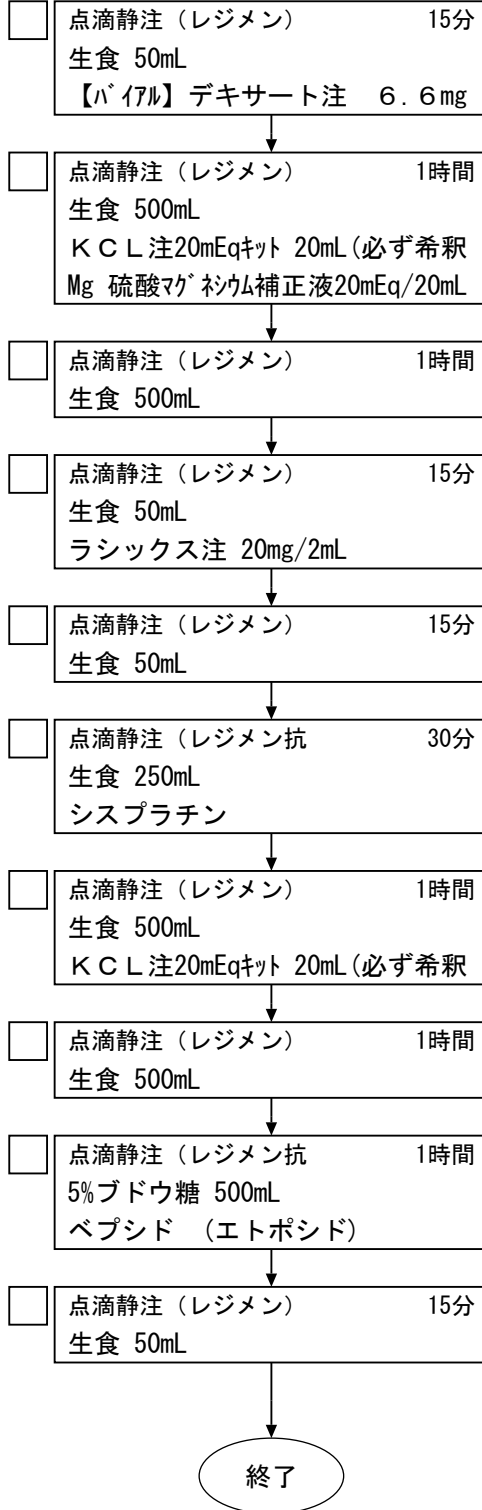 点滴静注（レジメン） 15分
生食 50mL
【ﾊﾞｲｱﾙ】デキサート注 ６.６mg
点滴静注（レジメン） 1時間
生食 500mL
ＫＣＬ注20mEqｷｯﾄ 20mL(必ず希釈
Mg 硫酸ﾏｸﾞﾈｼｳﾑ補正液20mEq/20mL
点滴静注（レジメン） 1時間
生食 500mL
点滴静注（レジメン） 15分
生食 50mL
ラシックス注 20mg/2mL
点滴静注（レジメン） 15分
生食 50mL
点滴静注（レジメン抗 30分
生食 250mL
シスプラチン
点滴静注（レジメン） 1時間
生食 500mL
ＫＣＬ注20mEqｷｯﾄ 20mL(必ず希釈
点滴静注（レジメン） 1時間
生食 500mL
点滴静注（レジメン抗 1時間
5%ブドウ糖 500mL
ベプシド （エトポシド）
点滴静注（レジメン） 15分
生食 50mL
終了